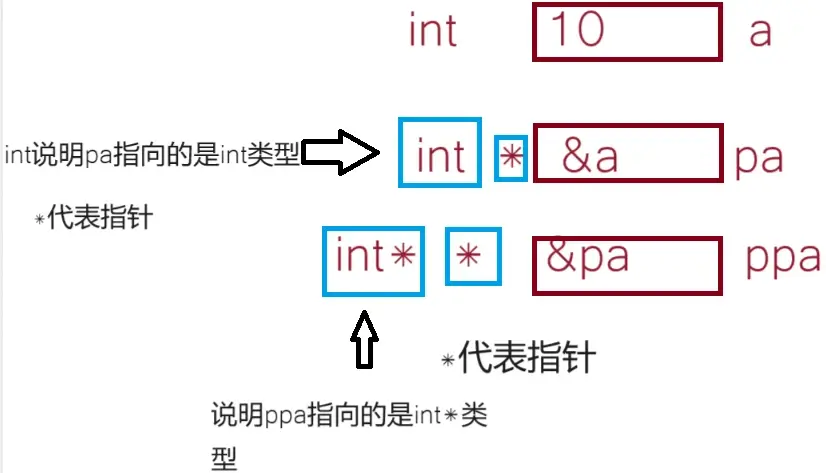 int 10 a
int说明pa指向的是int类型 int * &a pa
*代表指针
int* * &pa ppa
*代表指针
说明ppa指向的是int*类
型